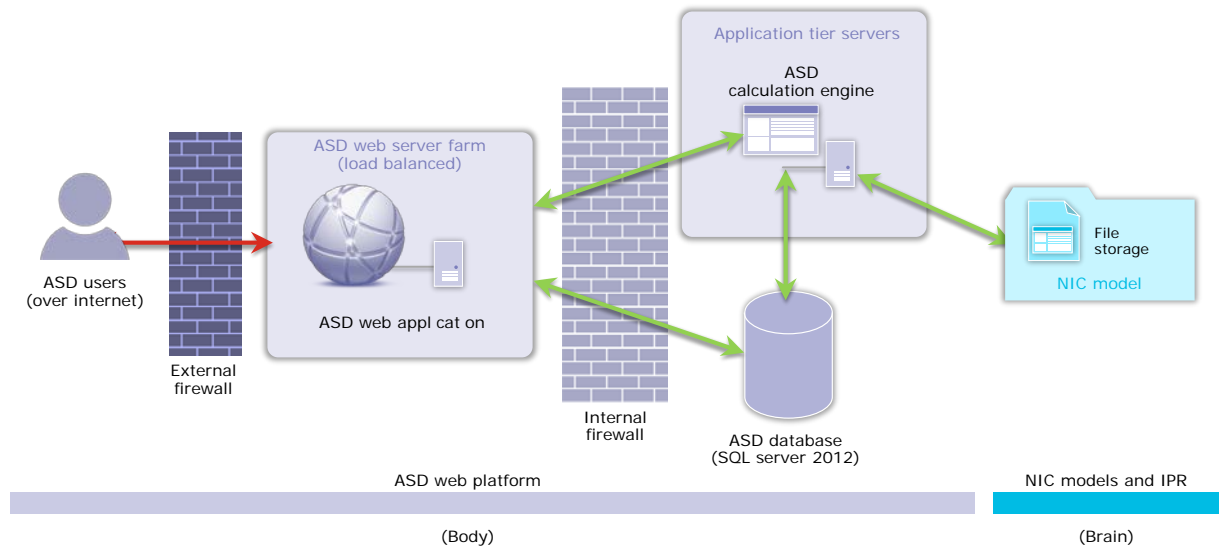 Application tier servers
ASD
calculation engine
ASD web server farm
(load balanced)
ASD users
(over internet)
ASD web appl cat on
External
firewall
Internal
firewall
ASD database
(SQL server 2012)
File
storage
NIC model
ASD web platform
NIC models and IPR
(Body)
(Brain)